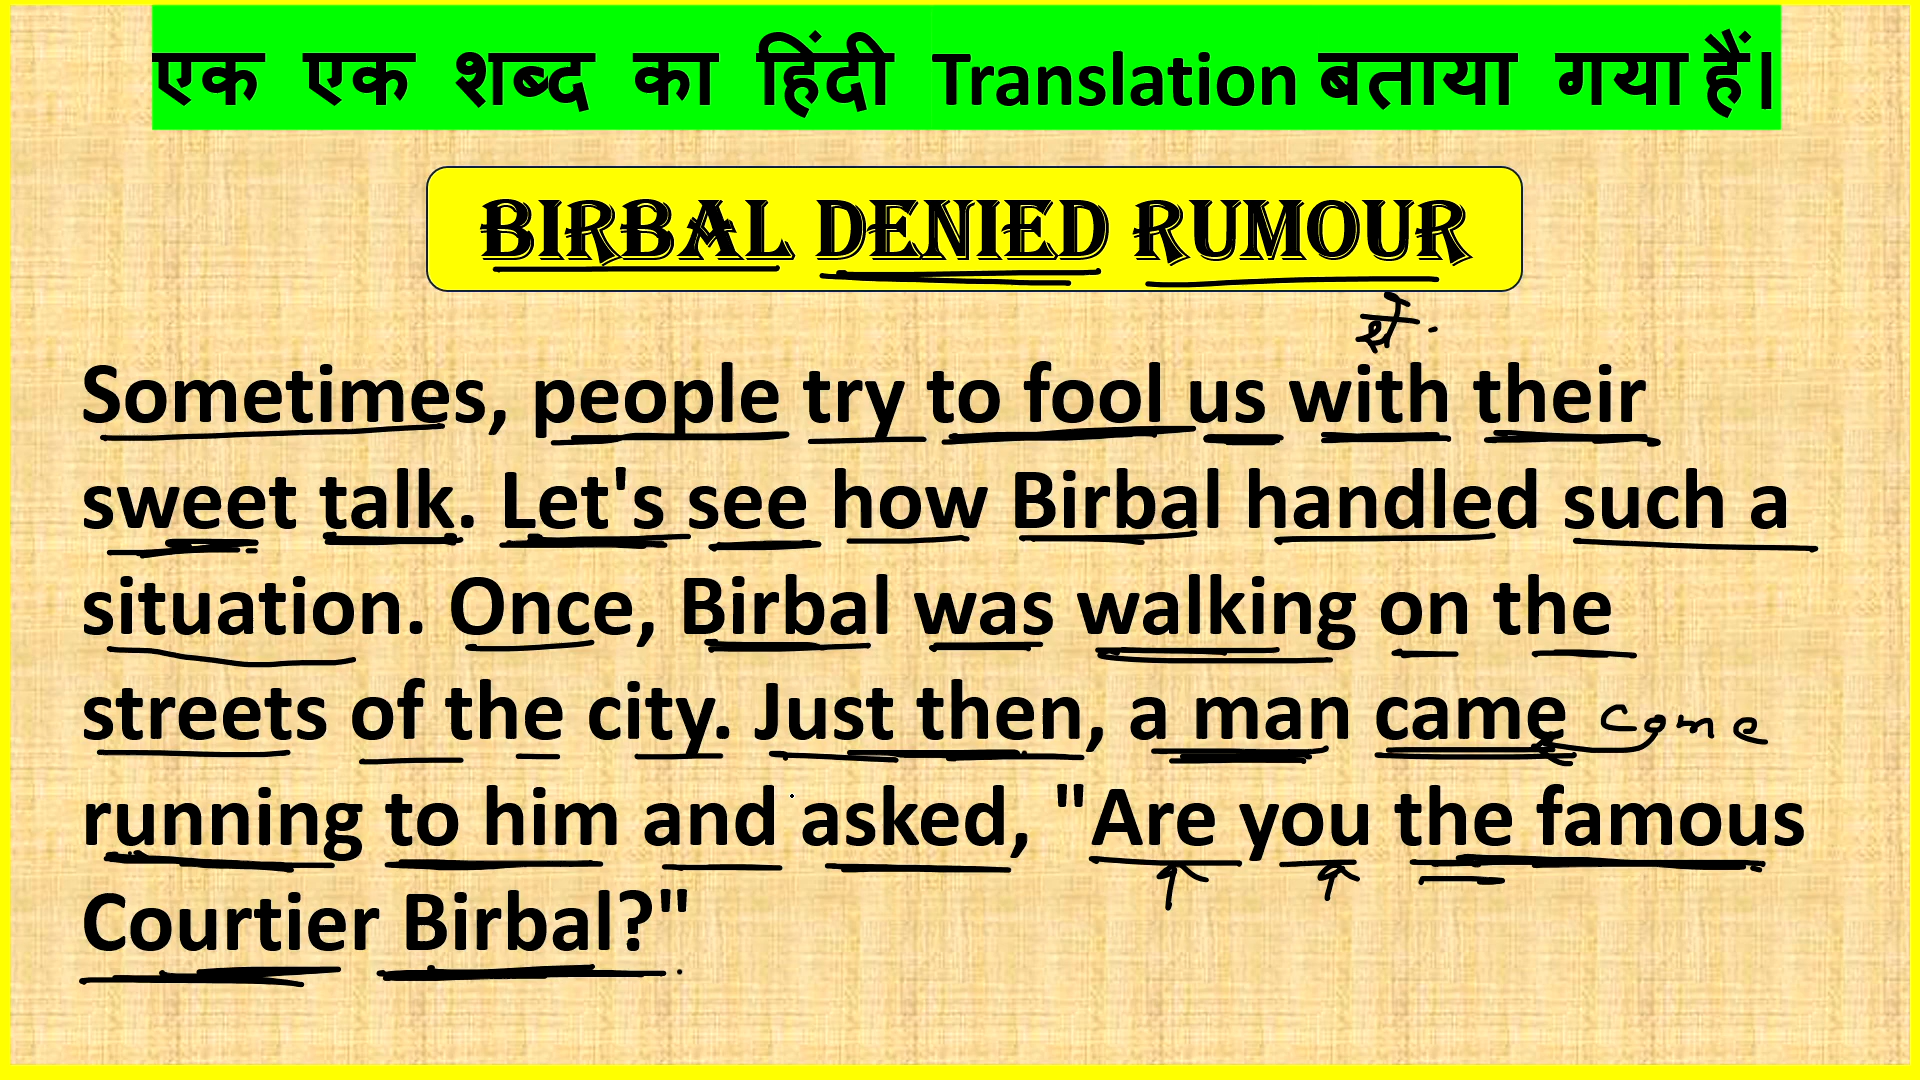 एक एक शब्द का हिंदी Translation बताया गया हैं।
BIRBAL DENIED RUMOUR
से
Sometimes, people try to fool us with their
sweet talk. Let's see how Birbal handled such a
situation. Once, Birbal was walking on the
streets of the city. Just then, a man came come
running to him and asked, "Are you the famous
Courtier Birbal?"